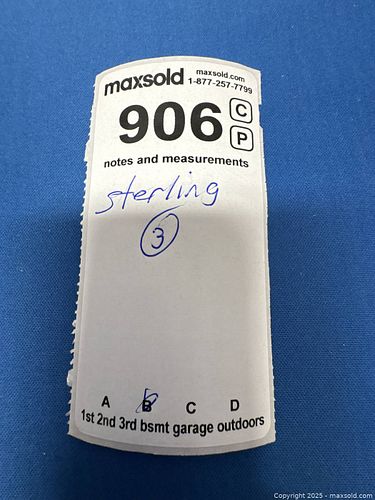 maxsold maxsold.com
1-877-257-7799
906 C
P
notes and measurements
sterling
3
A B C D
1st 2nd 3rd bsmt garage outdoors
Copyright © 2025 - maxsold.com